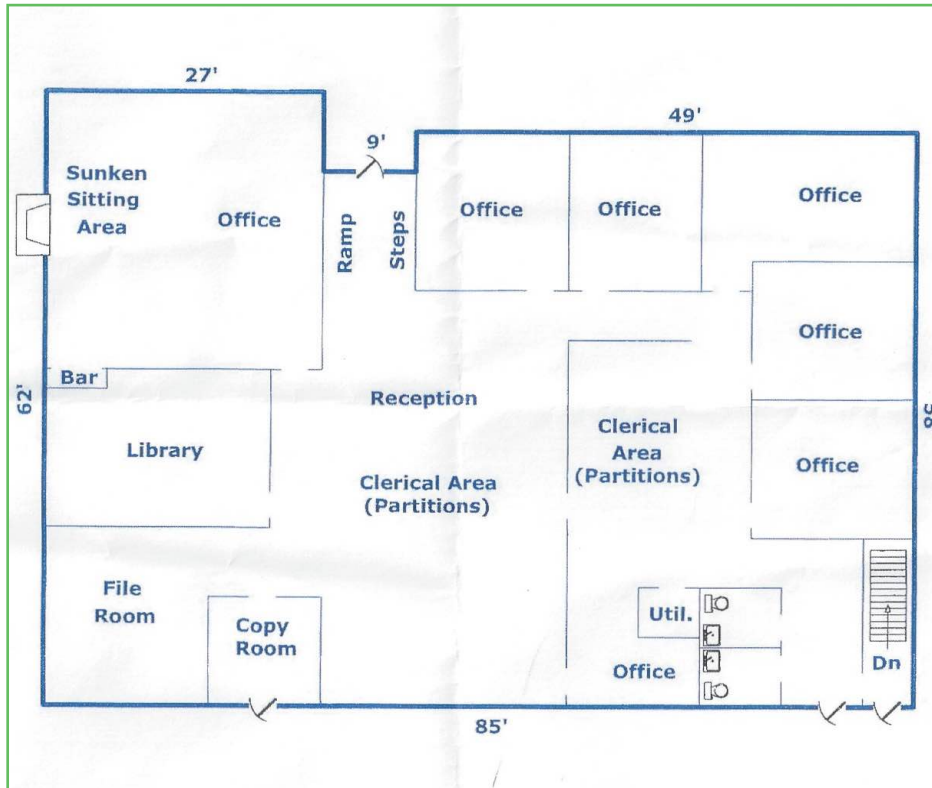 27'
49'
9'
Sunken
Sitting
Area
Office
Ramp
Steps
Office
Office
Office
Office
Bar
62'
Reception
Library
Clerical Area
(Partitions)
Clerical
Area
(Partitions)
Office
File
Room
Copy
Room
Util.
Office
Dn
85'